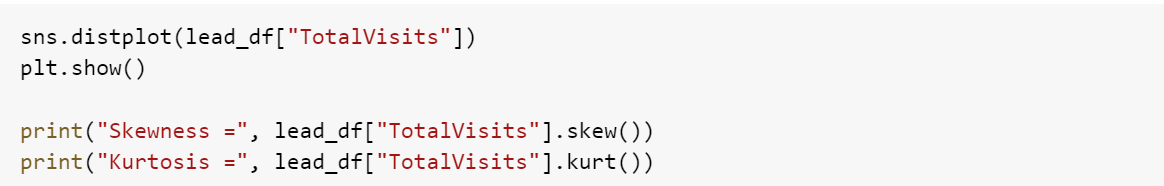 sns.distplot(lead_df["TotalVisits"])
plt.show()
print("Skewness =", lead_df["TotalVisits"].skew())
print("Kurtosis =", lead_df["TotalVisits"].kurt())